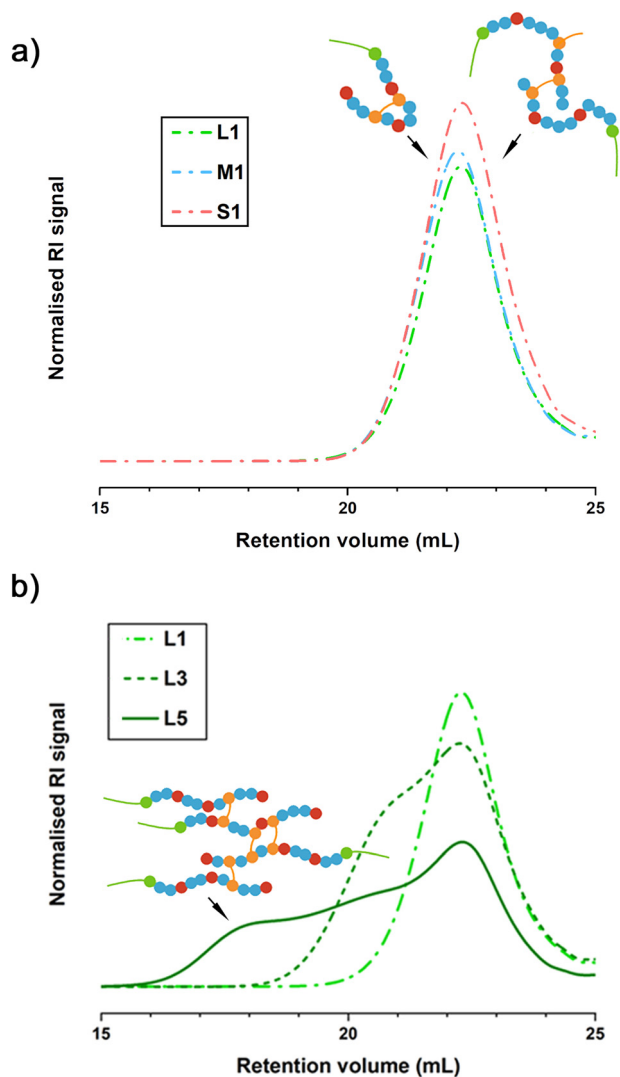 a)
L1
M1
S1
Normalised RI signal
15
20
25
Retention volume (mL)
b)
L1
L3
L5
Normalised RI signal
15
20
25
Retention volume (mL)